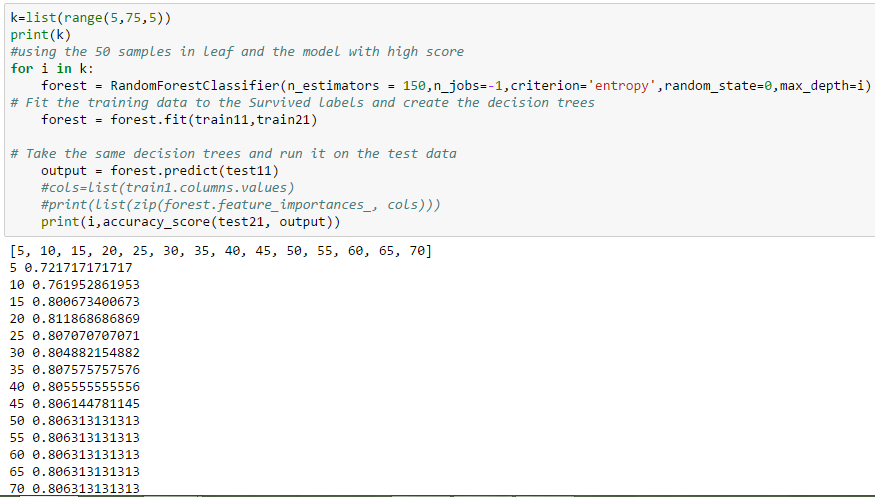 k=list(range(5,75,5))
print(k)
#using the 50 samples in leaf and the model with high score
for i in k:
    forest = RandomForestClassifier(n_estimators = 150,n_jobs=-1,criterion='entropy',random_state=0,max_depth=i)
# Fit the training data to the Survived labels and create the decision trees
    forest = forest.fit(train11,train21)
# Take the same decision trees and run it on the test data
    output = forest.predict(test11)
    #cols=list(train1.columns.values)
    #print(list(zip(forest.feature_importances_, cols)))
    print(i,accuracy_score(test21, output))
[5, 10, 15, 20, 25, 30, 35, 40, 45, 50, 55, 60, 65, 70]
5 0.721717171717
10 0.761952861953
15 0.800673400673
20 0.811868686869
25 0.807070707071
30 0.804882154882
35 0.807575757576
40 0.805555555556
45 0.806144781145
50 0.806313131313
55 0.806313131313
60 0.806313131313
65 0.806313131313
70 0.806313131313